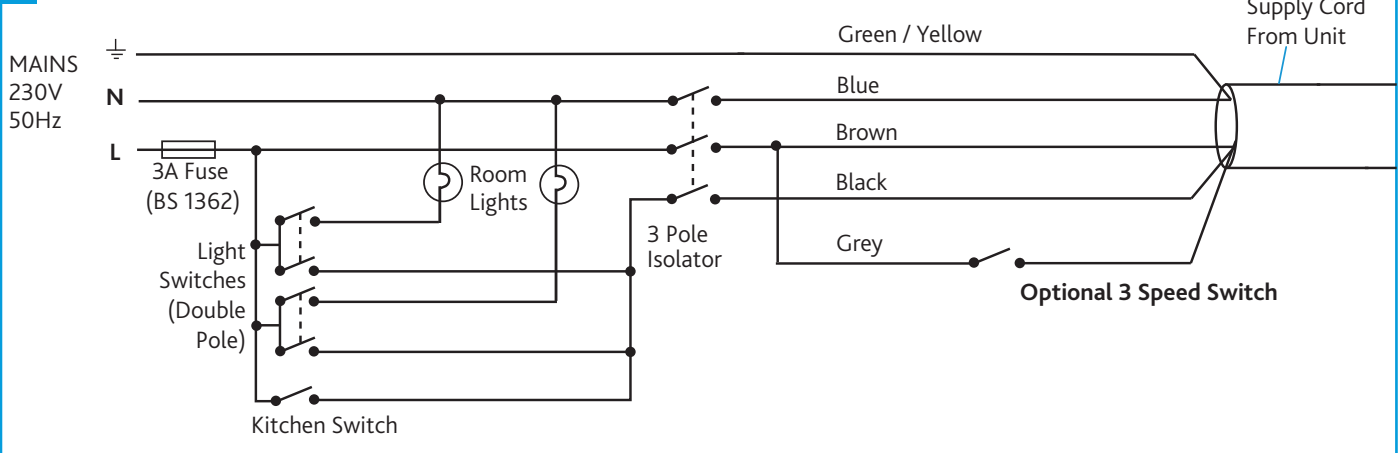 Supply Cord
From Unit
Green / Yellow
MAINS
230V
50Hz
N
Blue
L
Brown
3A Fuse
(BS 1362)
Room
Lights
Black
Light
Switches
(Double
Pole)
3 Pole
Isolator
Grey
Optional 3 Speed Switch
Kitchen Switch